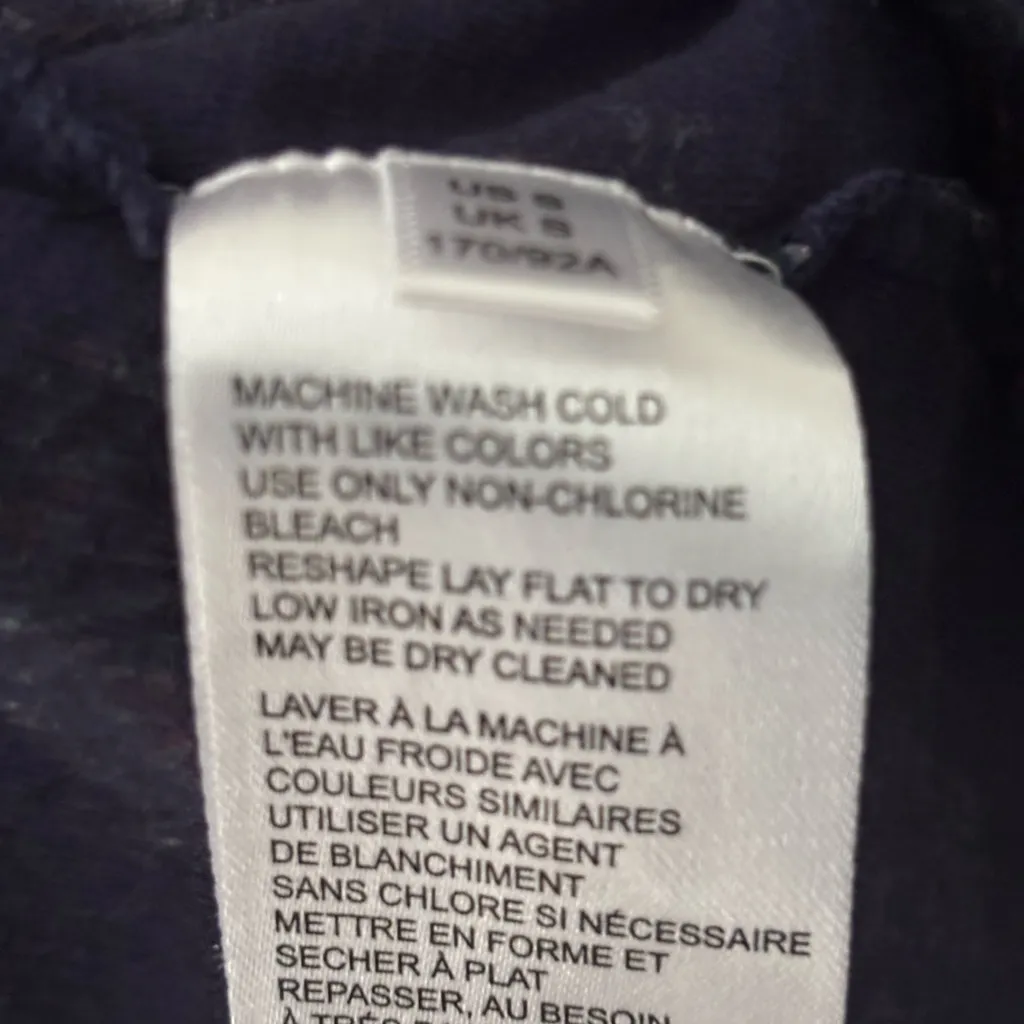 US S
UK S
170/92A
MACHINE WASH COLD
WITH LIKE COLORS
USE ONLY NON-CHLORINE
BLEACH
RESHAPE LAY FLAT TO DRY
LOW IRON AS NEEDED
MAY BE DRY CLEANED
LAVER À LA MACHINE À
L'EAU FROIDE AVEC
COULEURS SIMILAIRES
UTILISER UN AGENT
DE BLANCHIMENT
SANS CHLORE SI NÉCESSAIRE
METTRE EN FORME ET
SECHER À PLAT
REPASSER, AU BESOIN
À TRÉS